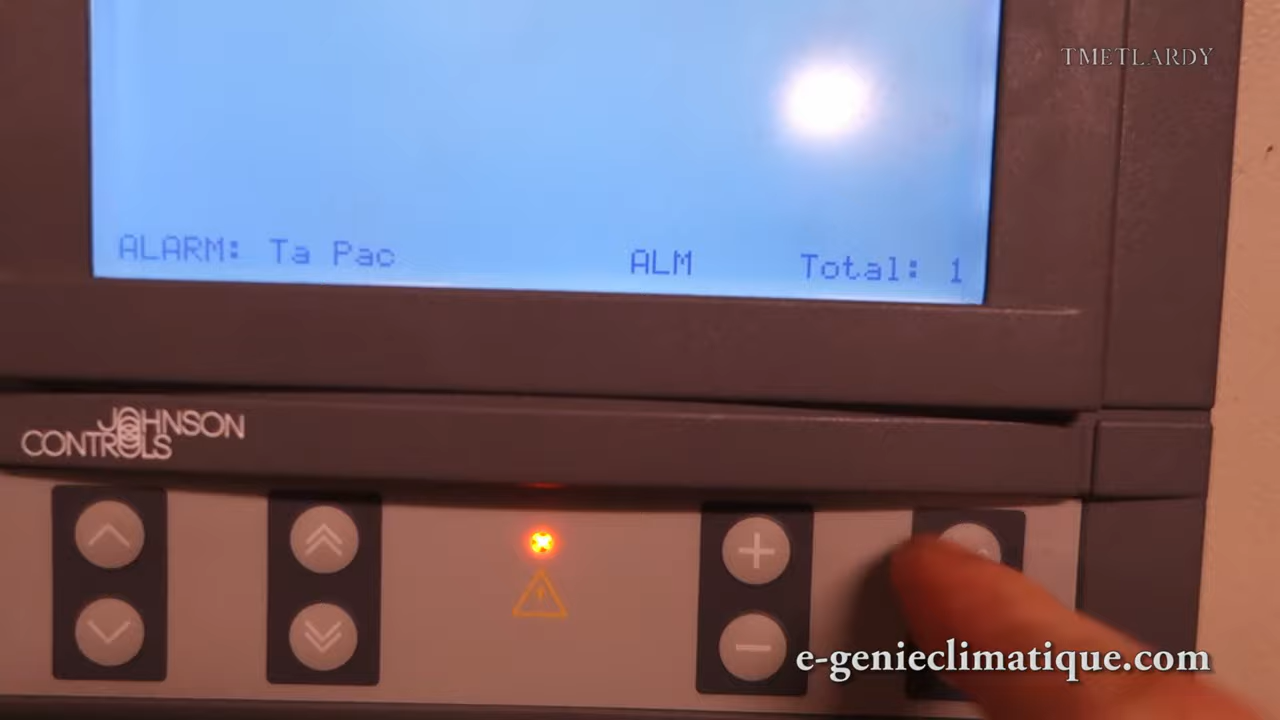 TMETLARDY
ALARM: Ta Pac ALM Total: 1
JOHNSON
CONTROLS
e-genieclimatique.com